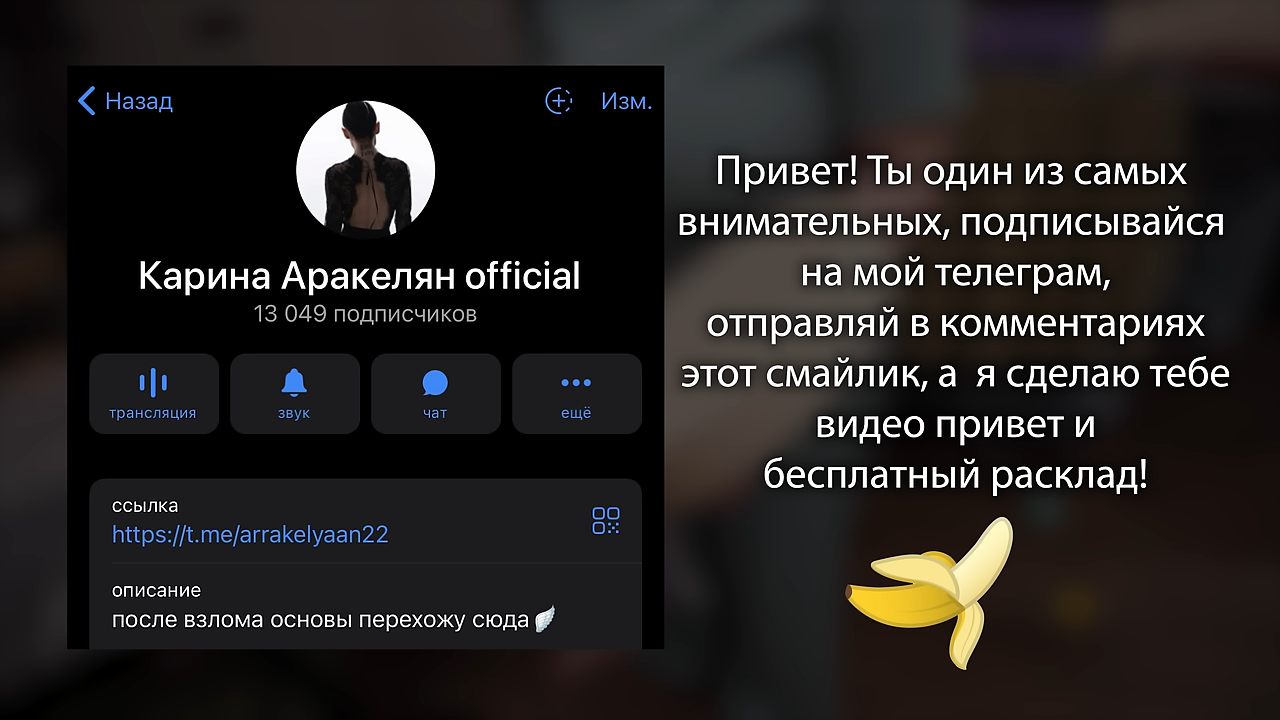 Назад
Изм.
Карина Аракелян official
13 049 подписчиков
трансляция
звук
чат
ещё
ссылка
https://t.me/arrakelyaan22
описание
после взлома основы перехожу сюда🪽
Привет! Ты один из самых
внимательных, подписывайся
на мой телеграм,
отправляй в комментариях
этот смайлик, а я сделаю тебе
видео привет и
бесплатный расклад!